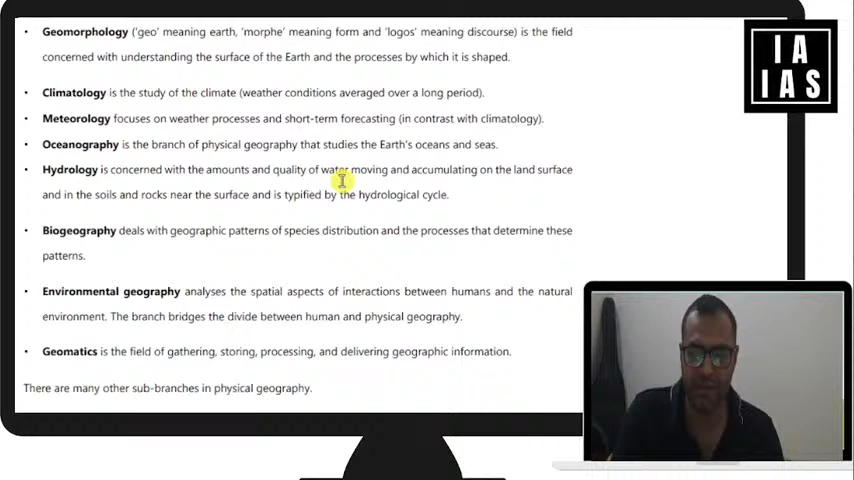 • Geomorphology ('geo' meaning earth, 'morphe' meaning form and 'logos' meaning discourse) is the field
concerned with understanding the surface of the Earth and the processes by which it is shaped.
• Climatology is the study of the climate (weather conditions averaged over a long period).
• Meteorology focuses on weather processes and short-term forecasting (in contrast with climatology).
• Oceanography is the branch of physical geography that studies the Earth's oceans and seas.
• Hydrology is concerned with the amounts and quality of water moving and accumulating on the land surface
and in the soils and rocks near the surface and is typified by the hydrological cycle.
• Biogeography deals with geographic patterns of species distribution and the processes that determine these
patterns.
• Environmental geography analyses the spatial aspects of interactions between humans and the natural
environment. The branch bridges the divide between human and physical geography.
• Geomatics is the field of gathering, storing, processing, and delivering geographic information.
There are many other sub-branches in physical geography.
IA
IAS